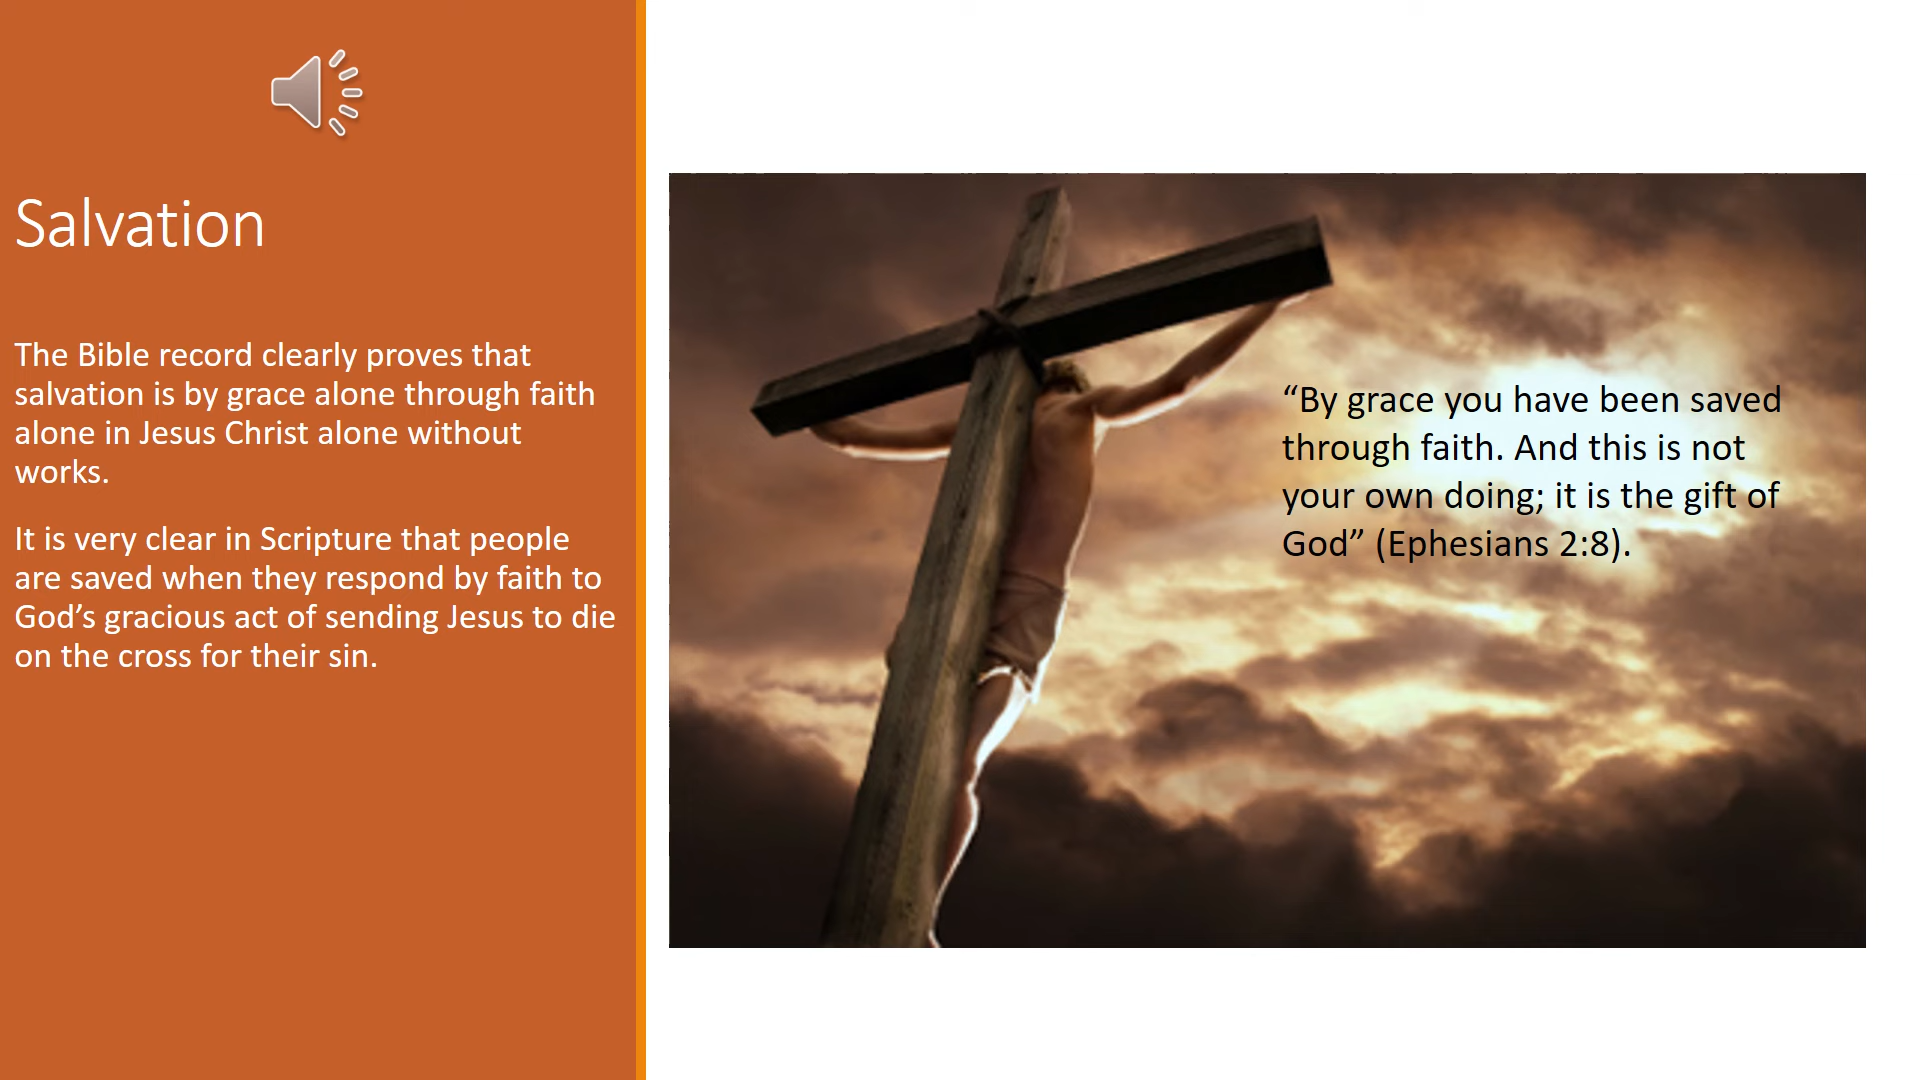 Salvation
The Bible record clearly proves that
salvation is by grace alone through faith
alone in Jesus Christ alone without
works.
It is very clear in Scripture that people
are saved when they respond by faith to
God’s gracious act of sending Jesus to die
on the cross for their sin.
“By grace you have been saved
through faith. And this is not
your own doing; it is the gift of
God” (Ephesians 2:8).